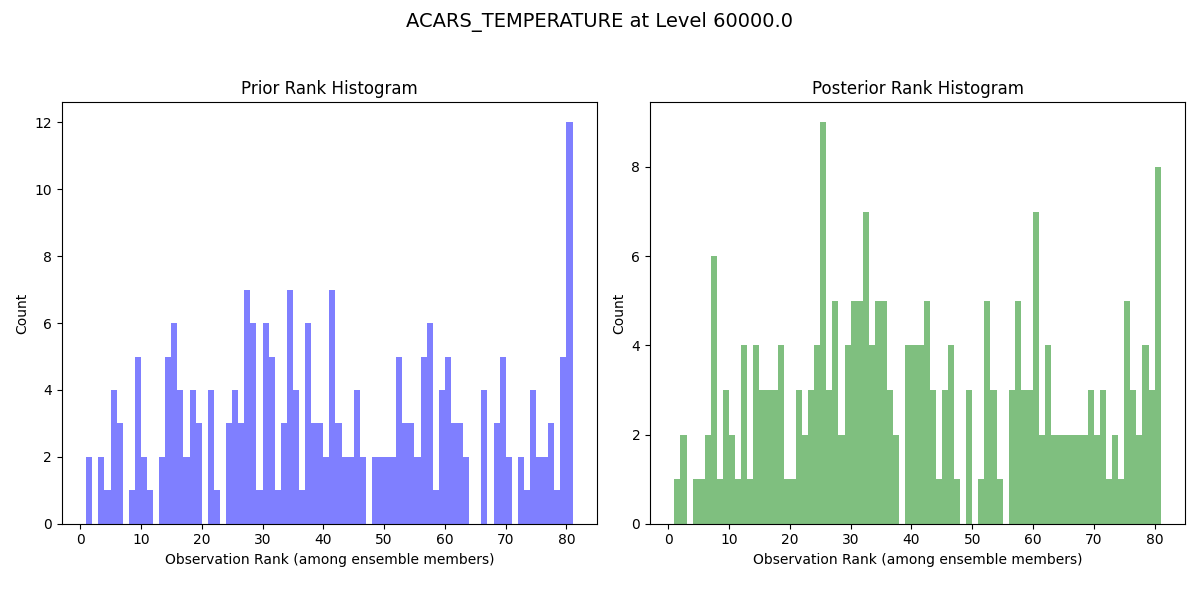 ACARS_TEMPERATURE at Level 60000.0
Prior Rank Histogram
Count
12
10
8
6
4
2
0
0 10 20 30 40 50 60 70 80
Observation Rank (among ensemble members)
Posterior Rank Histogram
Count
8
6
4
2
0
0 10 20 30 40 50 60 70 80
Observation Rank (among ensemble members)